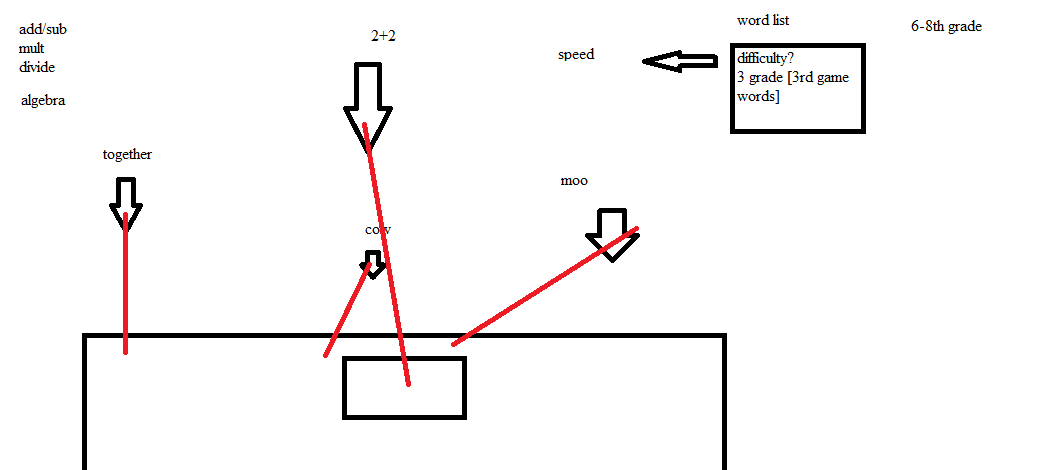 add/sub
mult
divide
algebra
2+2
speed
word list
difficulty?
3 grade [3rd game
words]
6-8th grade
together
moo
cow